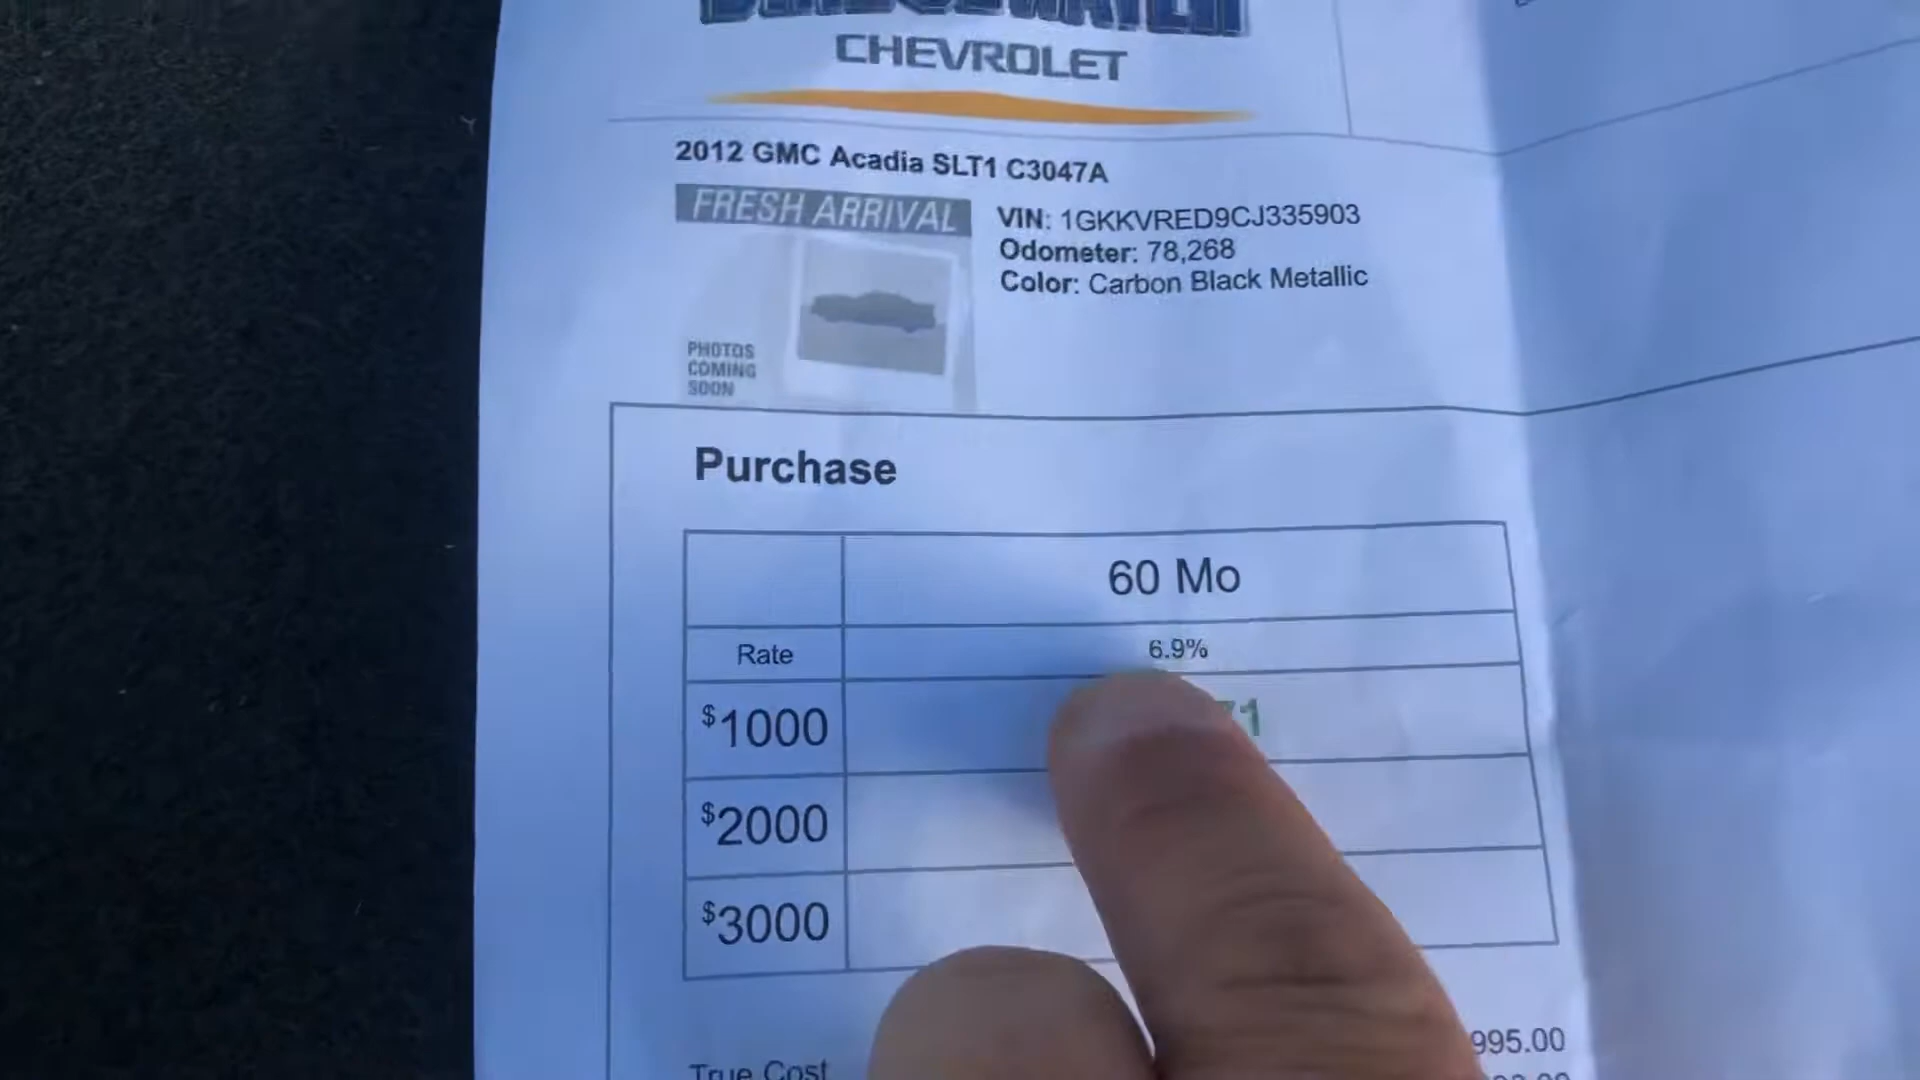 CHEVROLET
2012 GMC Acadia SLT1 C3047A
FRESH ARRIVAL
PHOTOS
COMING
SOON
VIN: 1GKKVRED9CJ335903
Odometer: 78,268
Color: Carbon Black Metallic
Purchase
60 Mo
Rate 6.9%
$1000 71
$2000
$3000
995.00
True Cost